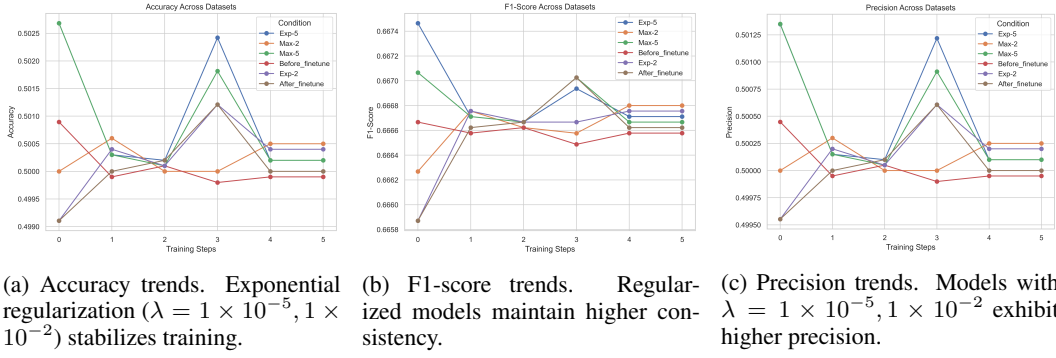 Accuracy Across Datasets
Accuracy
0.5025
0.5020
0.5015
0.5010
0.5005
0.5000
0.4995
0.4990
0 1 2 3 4 5
Training Steps
Condition
Exp-5
Max-2
Max-5
Before_finetune
Exp-2
After_finetune
F1-Score Across Datasets
F1-Score
0.6674
0.6672
0.6670
0.6668
0.6666
0.6664
0.6662
0.6660
0.6658
0 1 2 3 4 5
Training Steps
Condition
Exp-5
Max-2
Max-5
Before_finetune
Exp-2
After_finetune
Precision Across Datasets
Precision
0.50125
0.50100
0.50075
0.50050
0.50025
0.50000
0.49975
0.49950
0 1 2 3 4 5
Training Steps
Condition
Exp-5
Max-2
Max-5
Before_finetune
Exp-2
After_finetune
(a) Accuracy trends. Exponential
regularization (λ = 1 × 10⁻⁵, 1 ×
10⁻²) stabilizes training.
(b) F1-score trends. Regular-
ized models maintain higher con-
sistency.
(c) Precision trends. Models with
λ = 1 × 10⁻⁵, 1 × 10⁻² exhibit
higher precision.